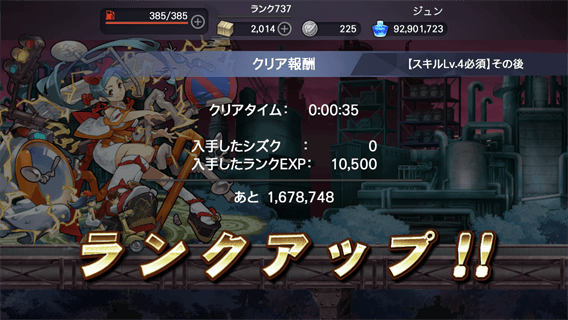 ランク737
ジュン
385/385
2,014
225
92,901,723
クリア報酬
【スキルLv.4必須】その後
クリアタイム： 0:00:35
入手したシズク ： 0
入手したランクEXP： 10,500
あと 1,678,748
ランクアップ!!